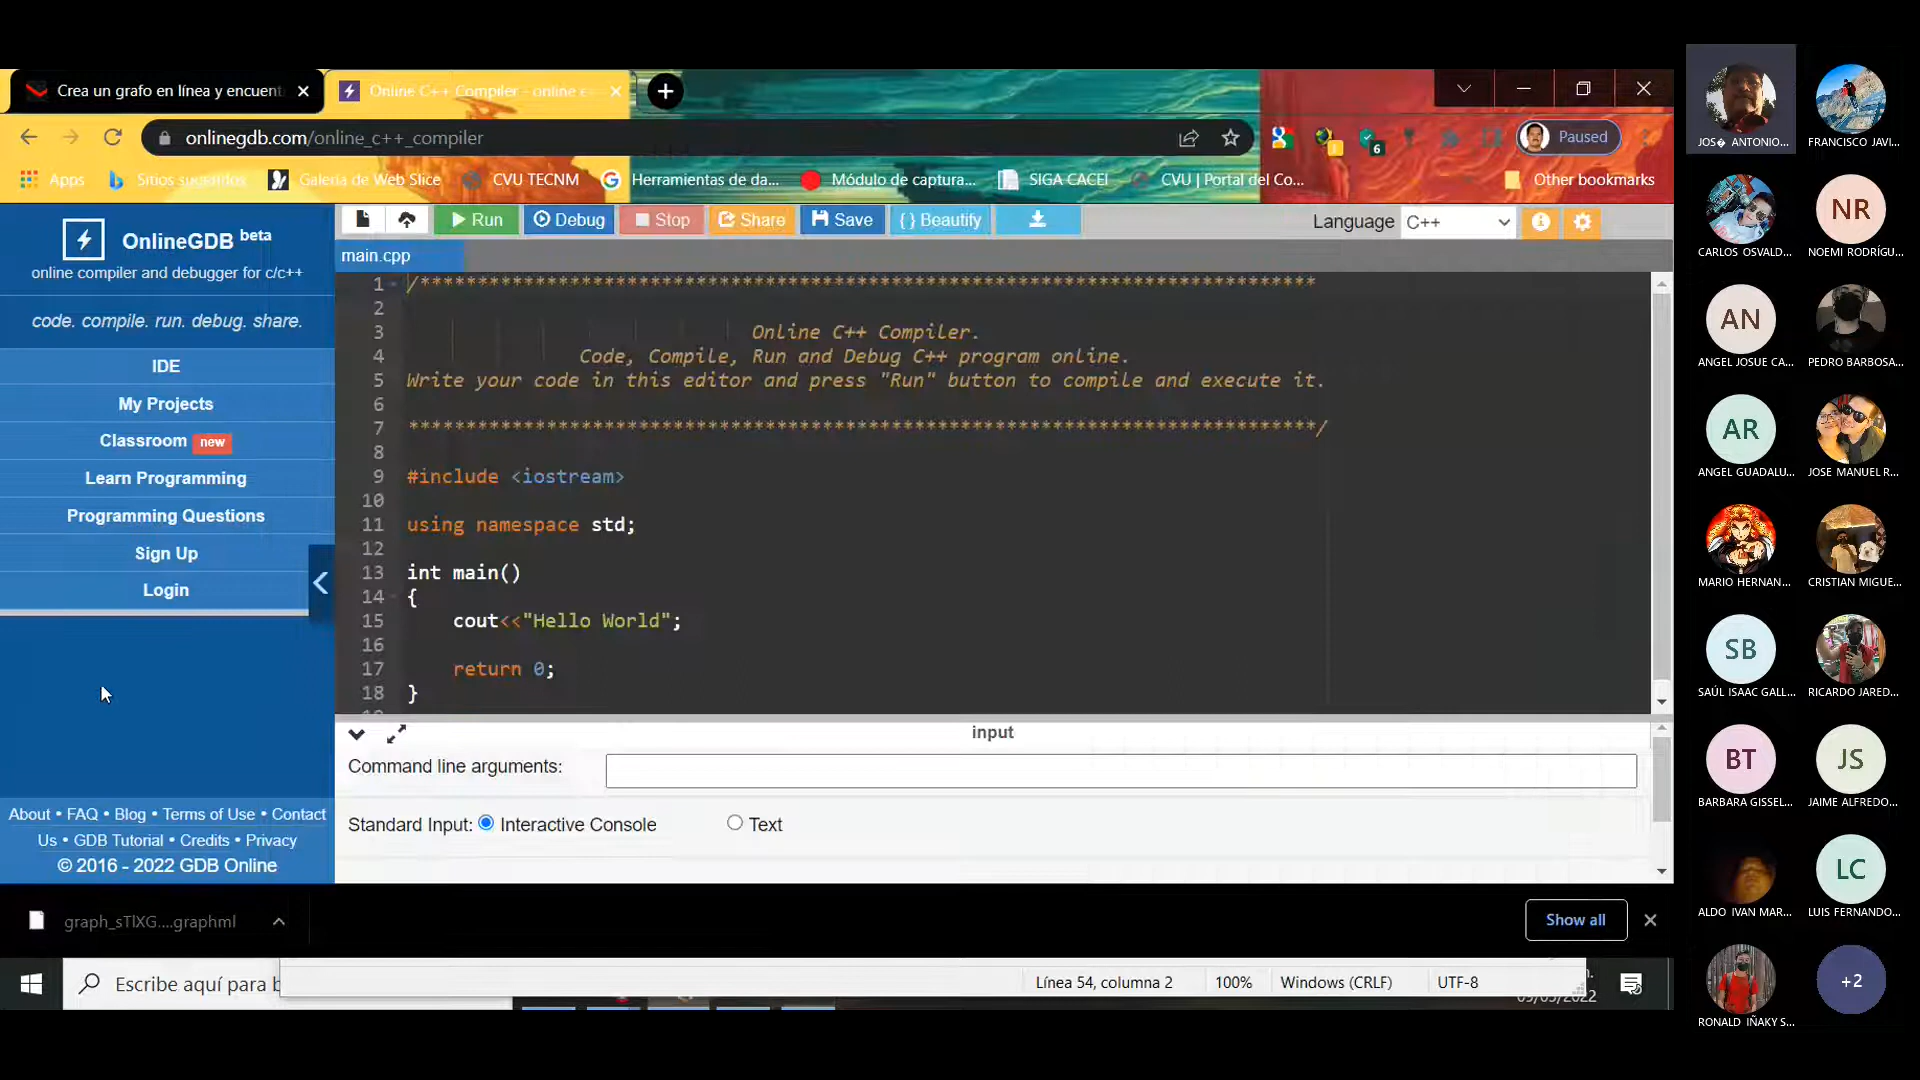 Crea un grafo en línea y encuent
Online C++ Compiler - online e
onlinegdb.com/online_c++_compiler
6
Paused
Apps
Sitios sugeridos
Galería de Web Slice
CVU TECNM
Herramientas de da...
Módulo de captura...
SIGA CACEI
CVU | Portal del Co...
Other bookmarks
OnlineGDB beta
online compiler and debugger for c/c++
code. compile. run. debug. share.
IDE
My Projects
Classroom new
Learn Programming
Programming Questions
Sign Up
Login
About • FAQ • Blog • Terms of Use • Contact
Us • GDB Tutorial • Credits • Privacy
© 2016 - 2022 GDB Online
Run
Debug
Stop
Share
Save
{ } Beautify
Language C++
main.cpp
1 /******************************************************************************
2
3 Online C++ Compiler.
4 Code, Compile, Run and Debug C++ program online.
5 Write your code in this editor and press "Run" button to compile and execute it.
6
7 *******************************************************************************/
8
9 #include <iostream>
10
11 using namespace std;
12
13 int main()
14 {
15 cout<<"Hello World";
16
17 return 0;
18 }
input
Command line arguments:
Standard Input: Interactive Console Text
graph_sTlXG....graphml
Show all
Escribe aquí para b
Línea 54, columna 2
100%
Windows (CRLF)
UTF-8
JOS� ANTONIO...
FRANCISCO JAVI...
CARLOS OSVALD...
NR
NOEMI RODRÍGU...
AN
ANGEL JOSUE CA...
PEDRO BARBOSA...
AR
ANGEL GUADALU...
JOSE MANUEL R...
MARIO HERNAN...
CRISTIAN MIGUE...
SB
SAÚL ISAAC GALL...
RICARDO JARED...
BT
BARBARA GISSEL...
JS
JAIME ALFREDO...
ALDO IVAN MAR...
LC
LUIS FERNANDO...
RONALD IÑAKY S...
+2